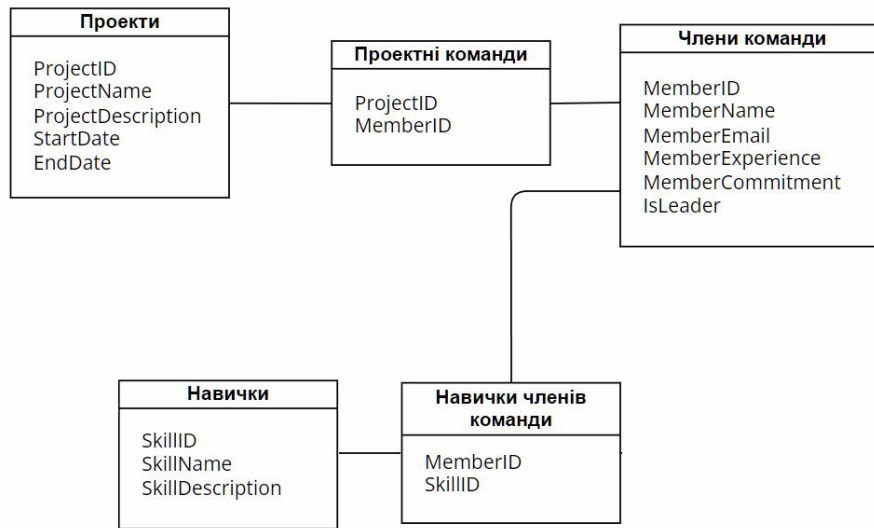 Проекти
ProjectID
ProjectName
ProjectDescription
StartDate
EndDate
Проектні команди
ProjectID
MemberID
Члени команди
MemberID
MemberName
MemberEmail
MemberExperience
MemberCommitment
IsLeader
Навички
SkillID
SkillName
SkillDescription
Навички членів
команди
MemberID
SkillID